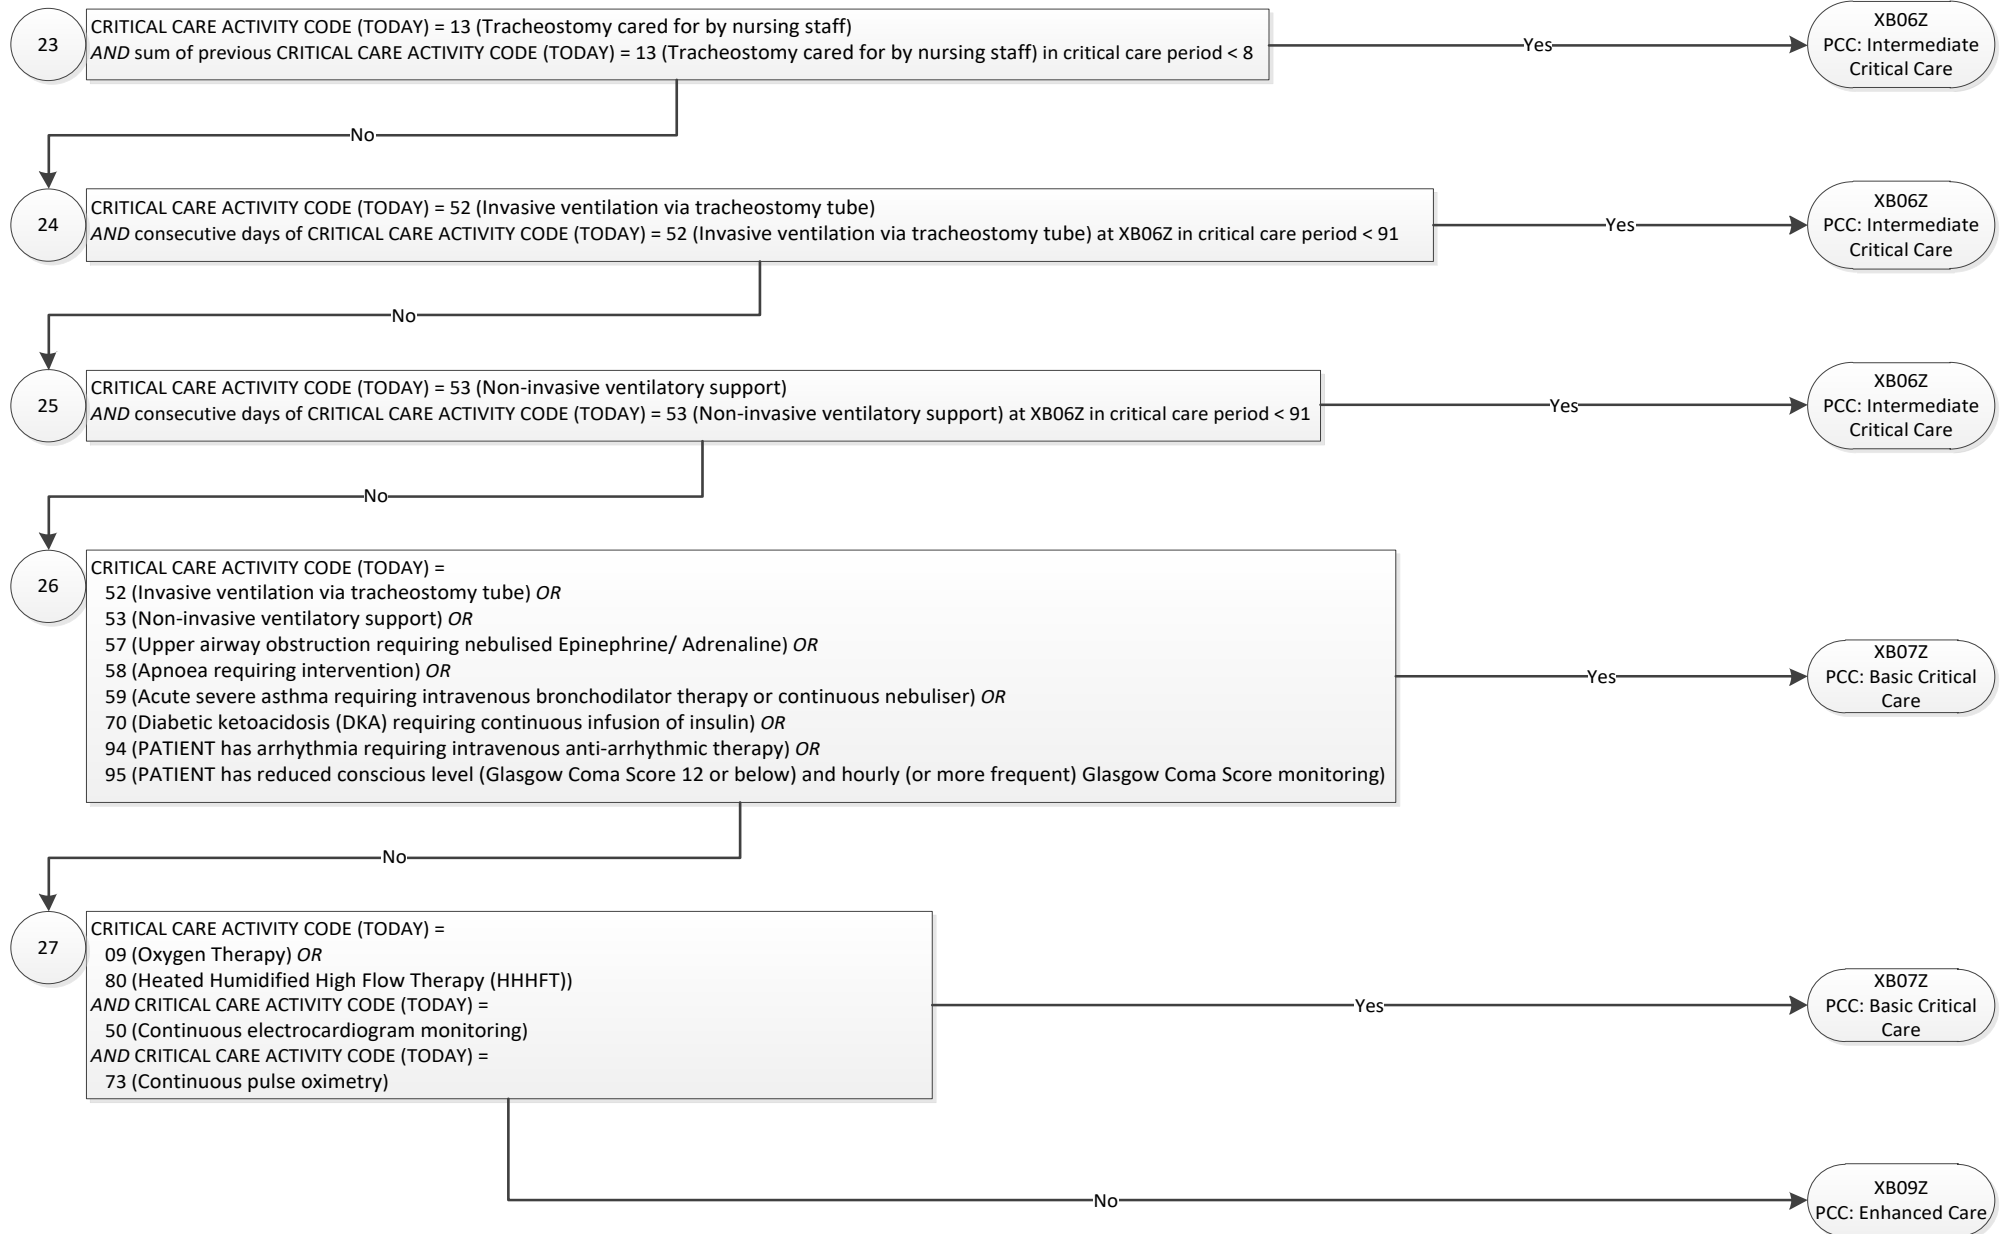 23
CRITICAL CARE ACTIVITY CODE (TODAY) = 13 (Tracheostomy cared for by nursing staff)
AND sum of previous CRITICAL CARE ACTIVITY CODE (TODAY) = 13 (Tracheostomy cared for by nursing staff) in critical care period < 8
Yes
XB06Z
PCC: Intermediate
Critical Care
No
24
CRITICAL CARE ACTIVITY CODE (TODAY) = 52 (Invasive ventilation via tracheostomy tube)
AND consecutive days of CRITICAL CARE ACTIVITY CODE (TODAY) = 52 (Invasive ventilation via tracheostomy tube) at XB06Z in critical care period < 91
Yes
XB06Z
PCC: Intermediate
Critical Care
No
25
CRITICAL CARE ACTIVITY CODE (TODAY) = 53 (Non-invasive ventilatory support)
AND consecutive days of CRITICAL CARE ACTIVITY CODE (TODAY) = 53 (Non-invasive ventilatory support) at XB06Z in critical care period < 91
Yes
XB06Z
PCC: Intermediate
Critical Care
No
26
CRITICAL CARE ACTIVITY CODE (TODAY) =
52 (Invasive ventilation via tracheostomy tube) OR
53 (Non-invasive ventilatory support) OR
57 (Upper airway obstruction requiring nebulised Epinephrine/ Adrenaline) OR
58 (Apnoea requiring intervention) OR
59 (Acute severe asthma requiring intravenous bronchodilator therapy or continuous nebuliser) OR
70 (Diabetic ketoacidosis (DKA) requiring continuous infusion of insulin) OR
94 (PATIENT has arrhythmia requiring intravenous anti-arrhythmic therapy) OR
95 (PATIENT has reduced conscious level (Glasgow Coma Score 12 or below) and hourly (or more frequent) Glasgow Coma Score monitoring)
Yes
XB07Z
PCC: Basic Critical
Care
No
27
CRITICAL CARE ACTIVITY CODE (TODAY) =
09 (Oxygen Therapy) OR
80 (Heated Humidified High Flow Therapy (HHHFT))
AND CRITICAL CARE ACTIVITY CODE (TODAY) =
50 (Continuous electrocardiogram monitoring)
AND CRITICAL CARE ACTIVITY CODE (TODAY) =
73 (Continuous pulse oximetry)
Yes
XB07Z
PCC: Basic Critical
Care
No
XB09Z
PCC: Enhanced Care